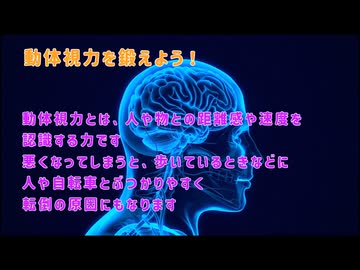 動体視力を鍛えよう！
動体視力とは、人や物との距離感や速度を
認識する力です
悪くなってしまうと、歩いているときなどに
人や自転車とぶつかりやすく
転倒の原因にもなります